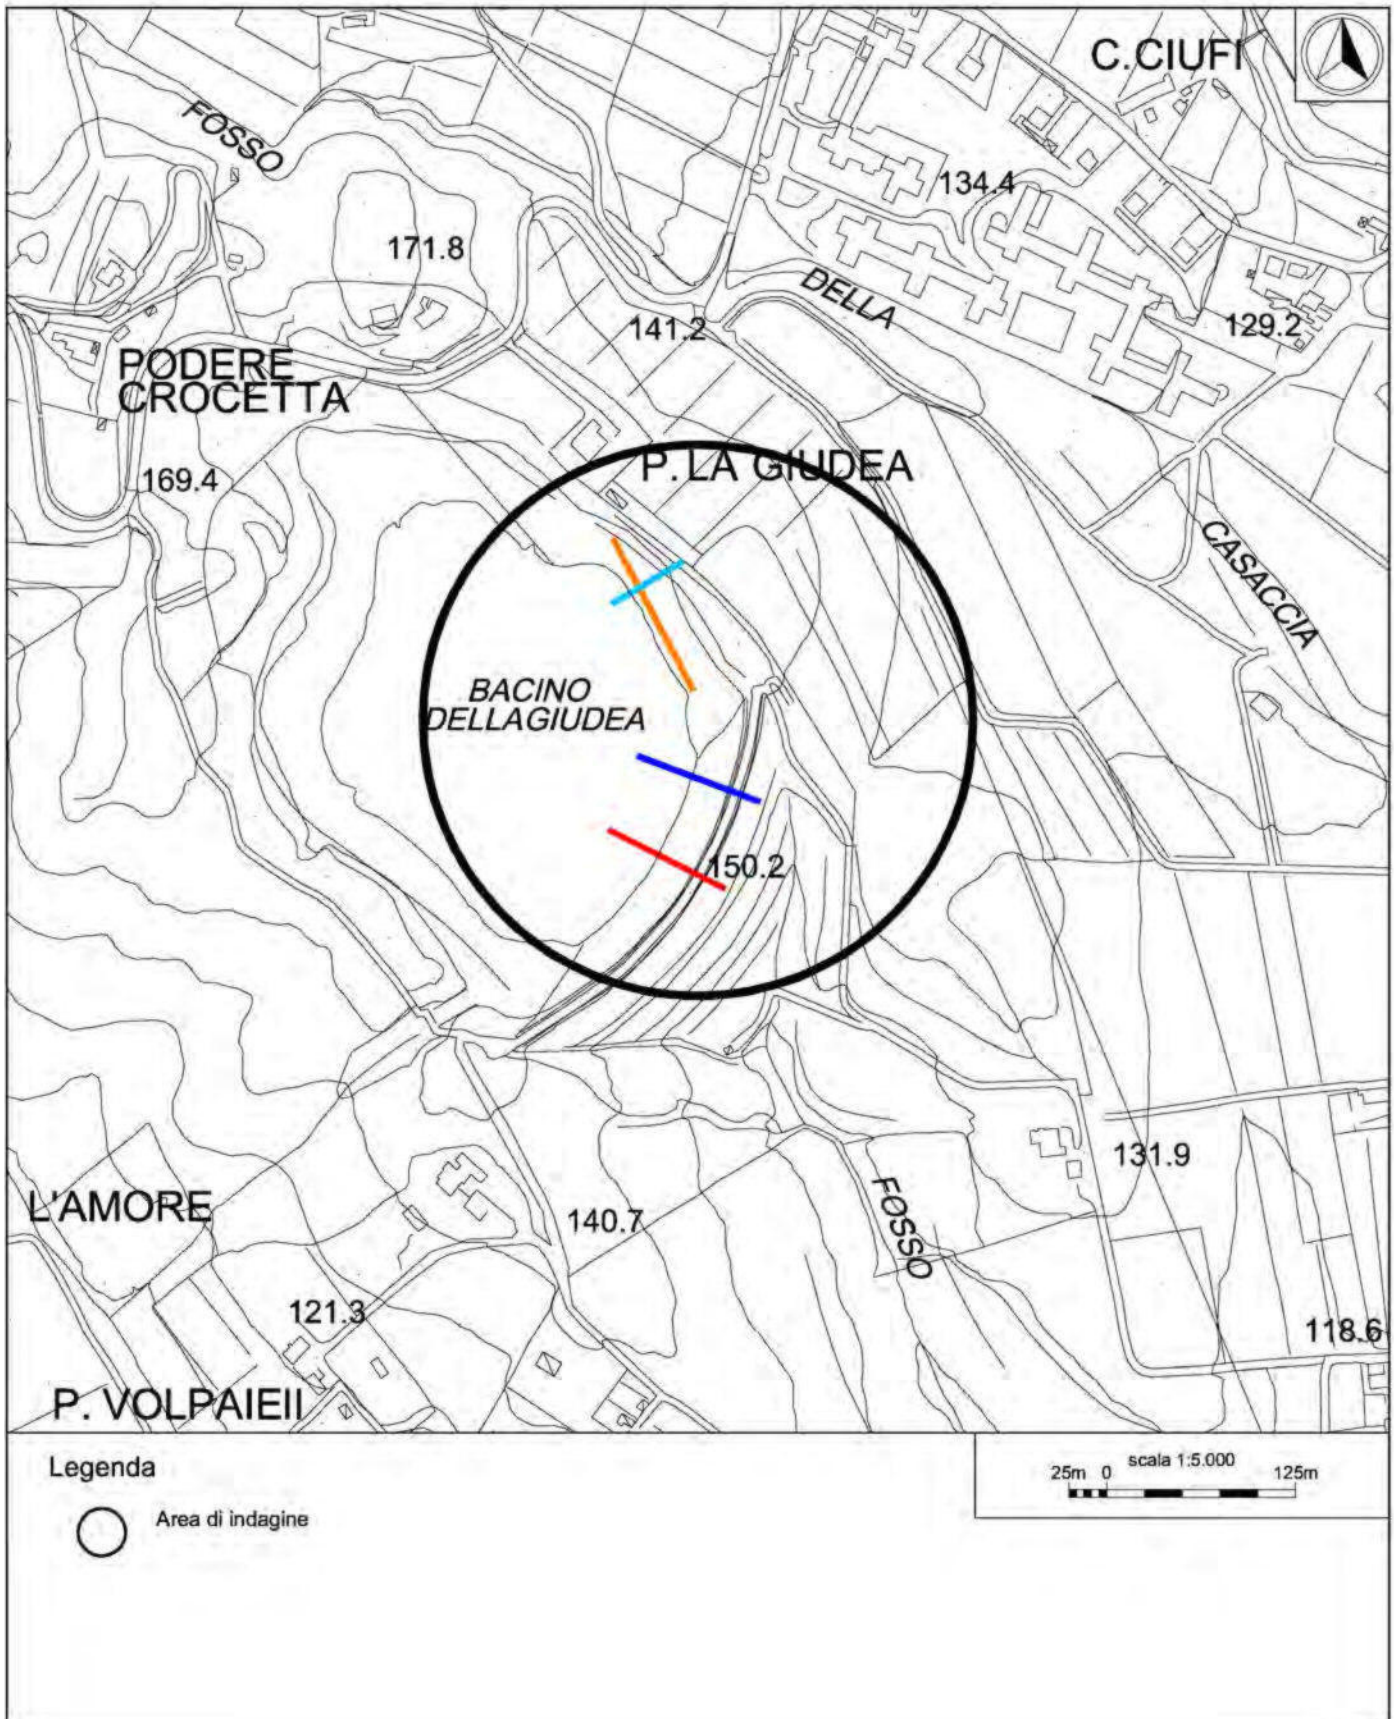 C.CIUFI
FOSSO
134.4
171.8
DELLA
141.2
129.2
PODERE
CROCETTA
P. LA GIUDEA
169.4
CASACCIA
BACINO
DELLAGIUDEA
150.2
131.9
L'AMORE
140.7
FOSSO
121.3
118.6
P. VOLPAIEII
Legenda
scala 1:5.000
25m 0 125m
Area di indagine